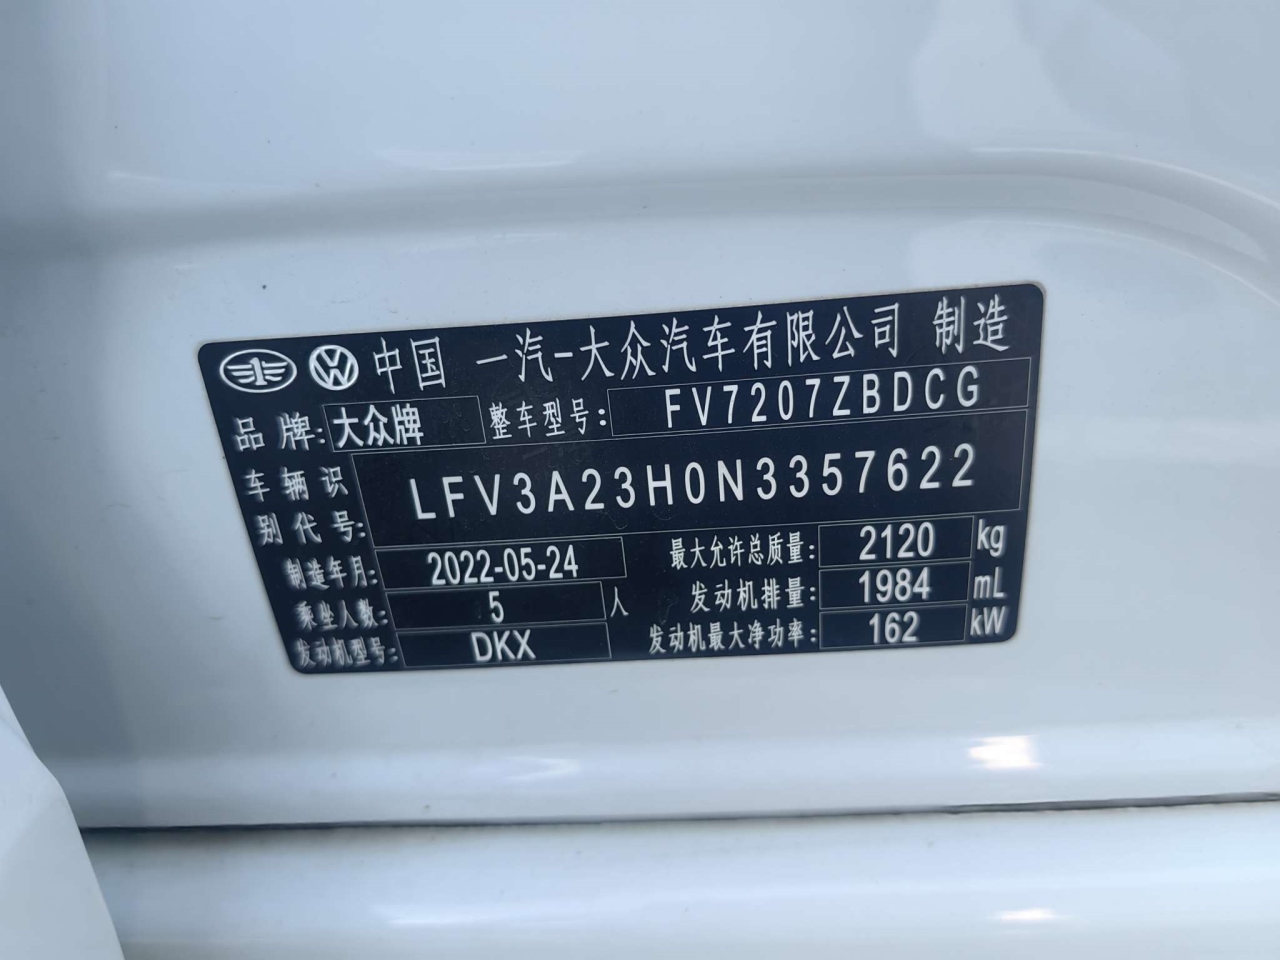 中国 一汽-大众汽车有限公司 制造
品牌: 大众牌 整车型号: FV7207ZBDCG
车辆识别代号: LFV3A23H0N3357622
制造年月: 2022-05-24 最大允许总质量: 2120 kg
乘坐人数: 5 人 发动机排量: 1984 mL
发动机型号: DKX 发动机最大净功率: 162 kW